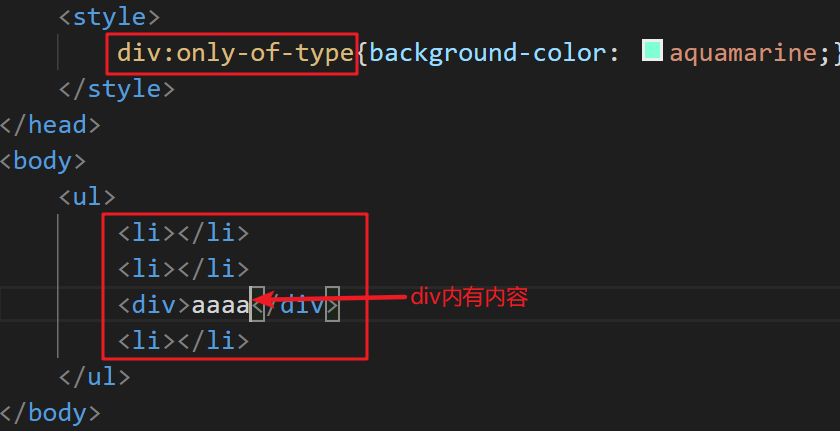 <style>
div:only-of-type{background-color: aquamarine;}
</style>
</head>
<body>
<ul>
<li></li>
<li></li>
<div>aaaa</div>
div内有内容
<li></li>
</ul>
</body>